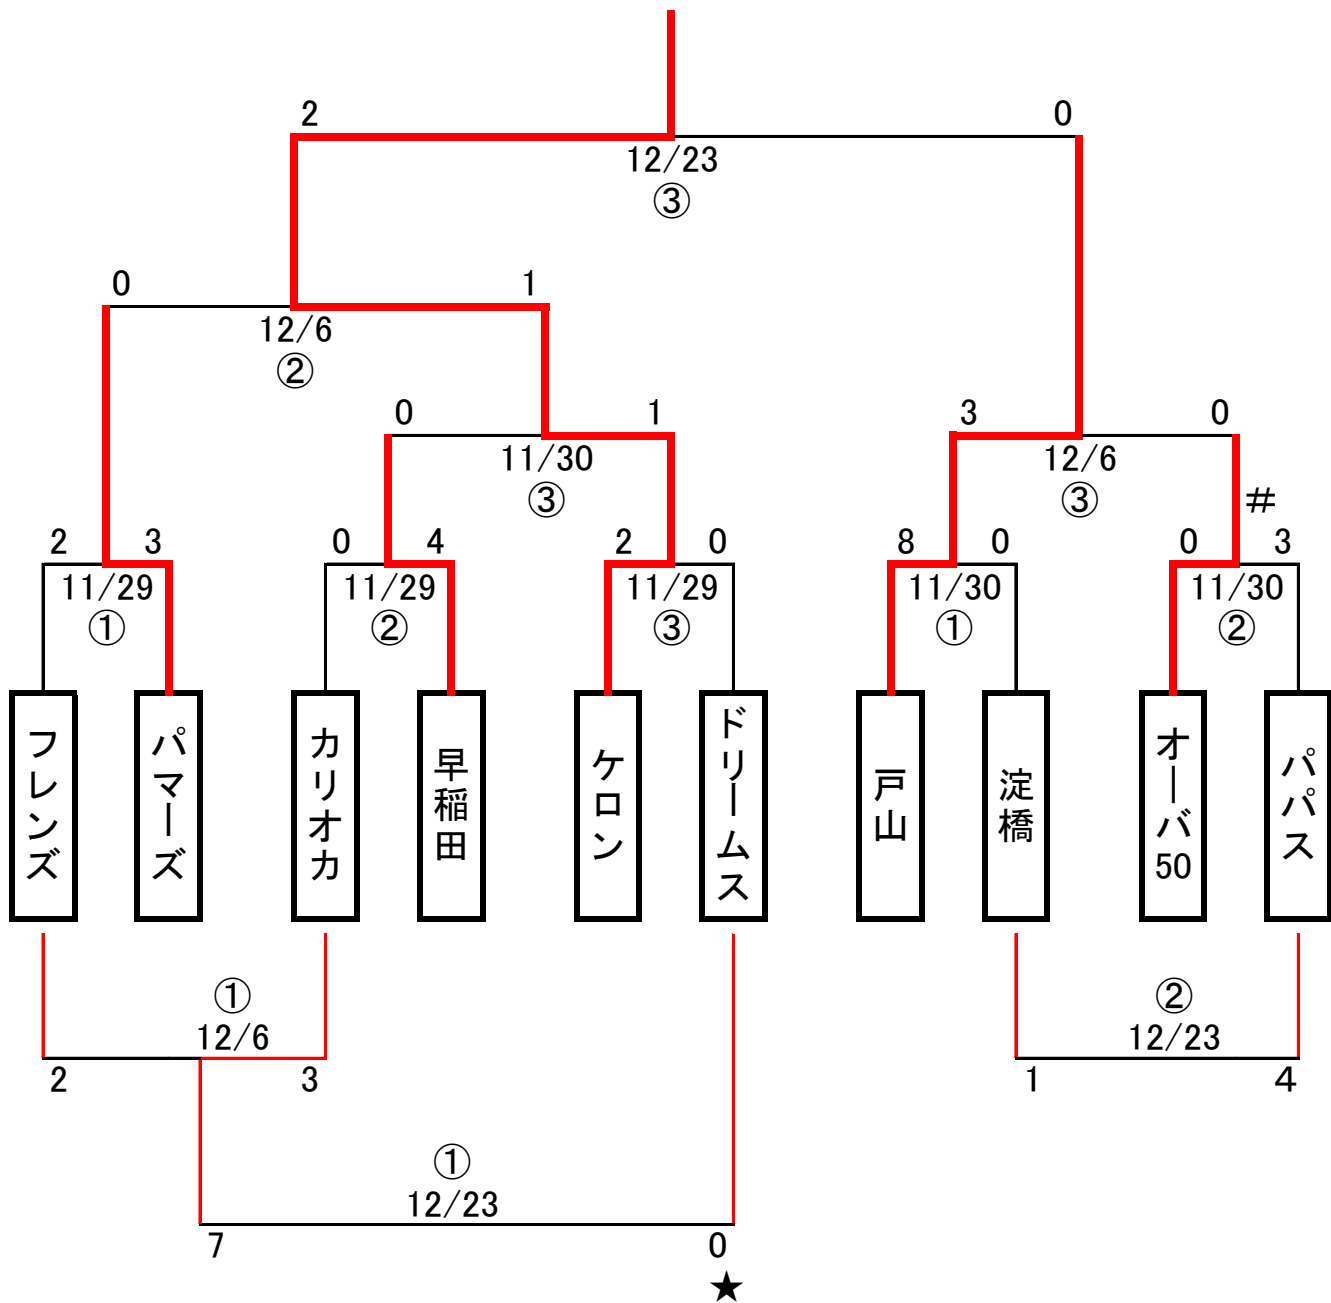 2 0
12/23
③
0 1
12/6
②
0 1 3 0
11/30 12/6
③ ③ #
2 3 0 4 2 0 8 0 0 3
11/29 11/29 11/29 11/30 11/30
① ② ③ ① ②
フレンズ
パマーズ
カリオカ
早稲田
ケロン
ドリームス
戸山
淀橋
オーバ50
パパス
① ②
12/6 12/23
2 3 1 4
①
12/23
7 0
★